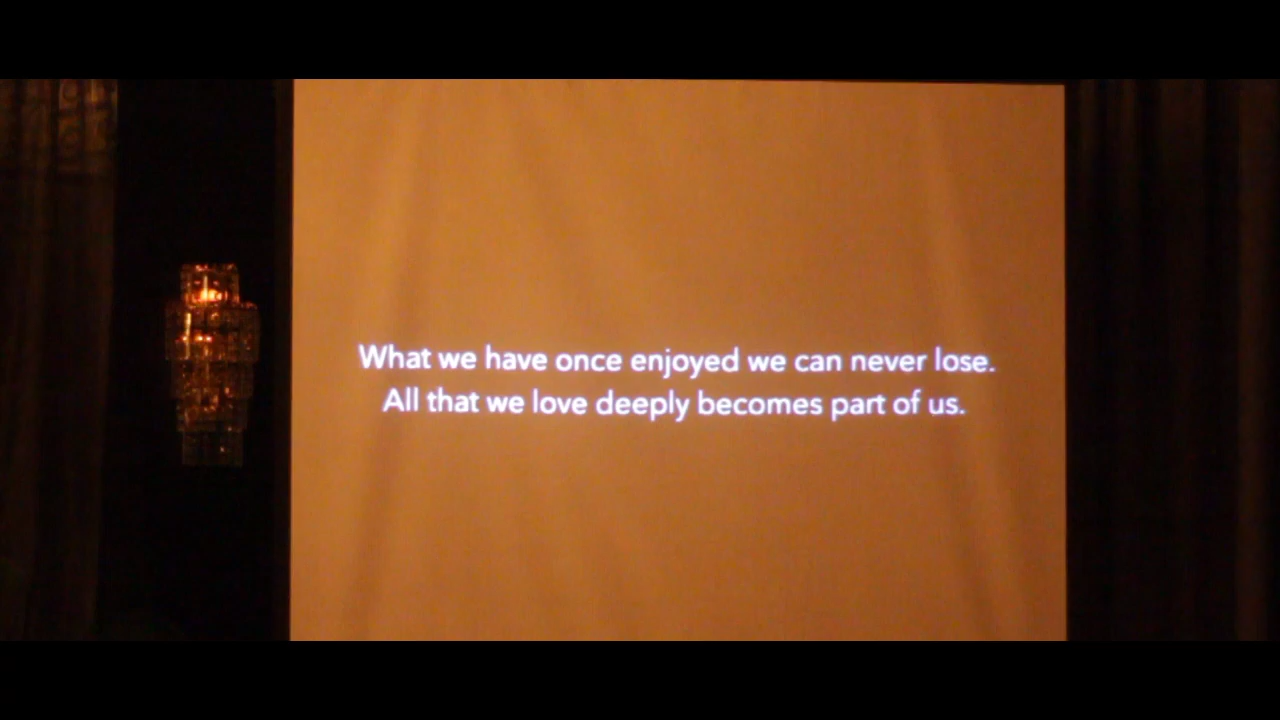 What we have once enjoyed we can never lose.
All that we love deeply becomes part of us.